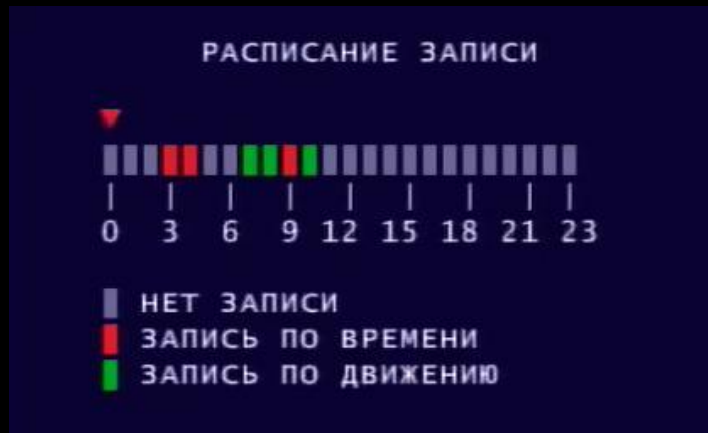 РАСПИСАНИЕ ЗАПИСИ
0 3 6 9 12 15 18 21 23
НЕТ ЗАПИСИ
ЗАПИСЬ ПО ВРЕМЕНИ
ЗАПИСЬ ПО ДВИЖЕНИЮ